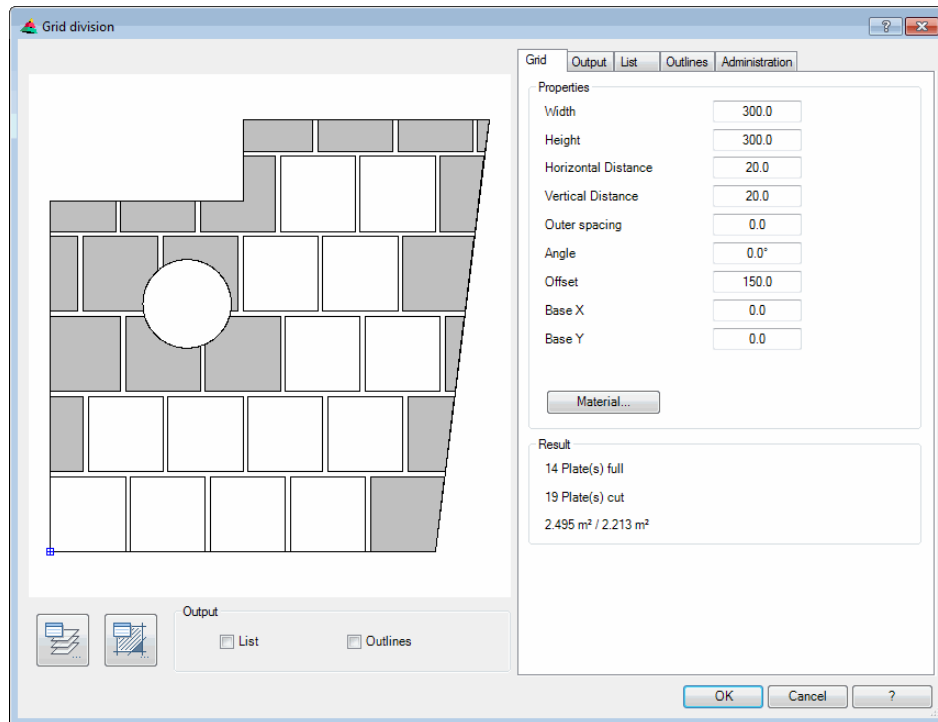 Grid division
Grid
Output
List
Outlines
Administration
Properties
Width 300.0
Height 300.0
Horizontal Distance 20.0
Vertical Distance 20.0
Outer spacing 0.0
Angle 0.0°
Offset 150.0
Base X 0.0
Base Y 0.0
Material...
Result
14 Plate(s) full
19 Plate(s) cut
2.495 m² / 2.213 m²
Output
List
Outlines
OK
Cancel
?